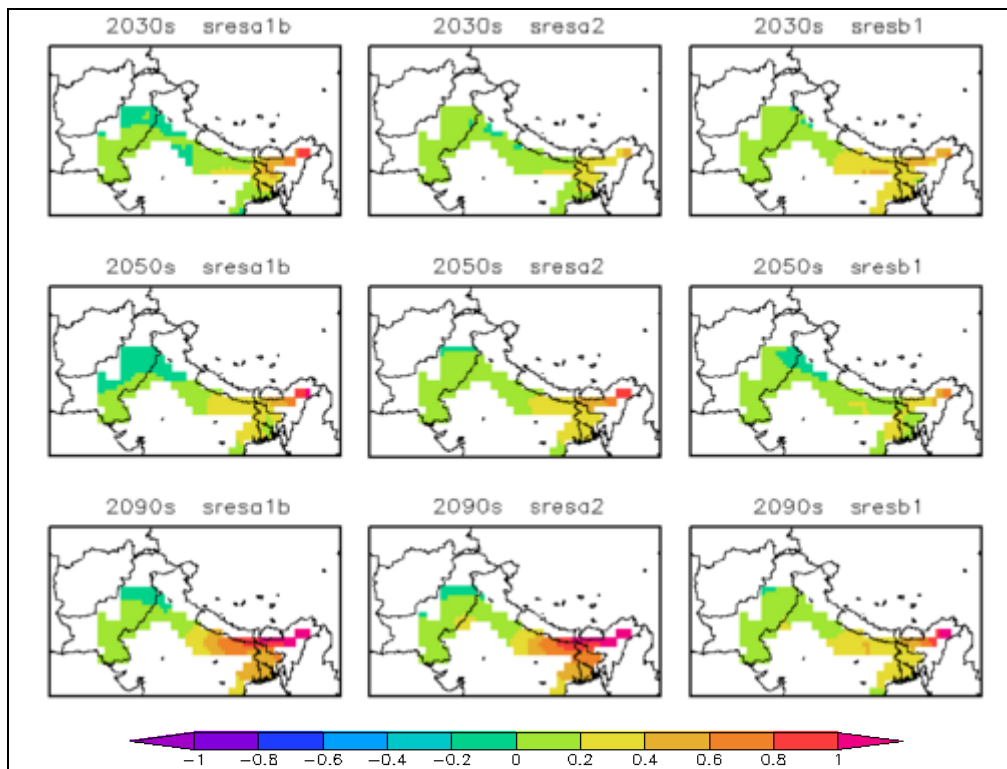 2030s sresa1b 2030s sresa2 2030s sresb1
2050s sresa1b 2050s sresa2 2050s sresb1
2090s sresa1b 2090s sresa2 2090s sresb1
-1 -0.8 -0.6 -0.4 -0.2 0 0.2 0.4 0.6 0.8 1